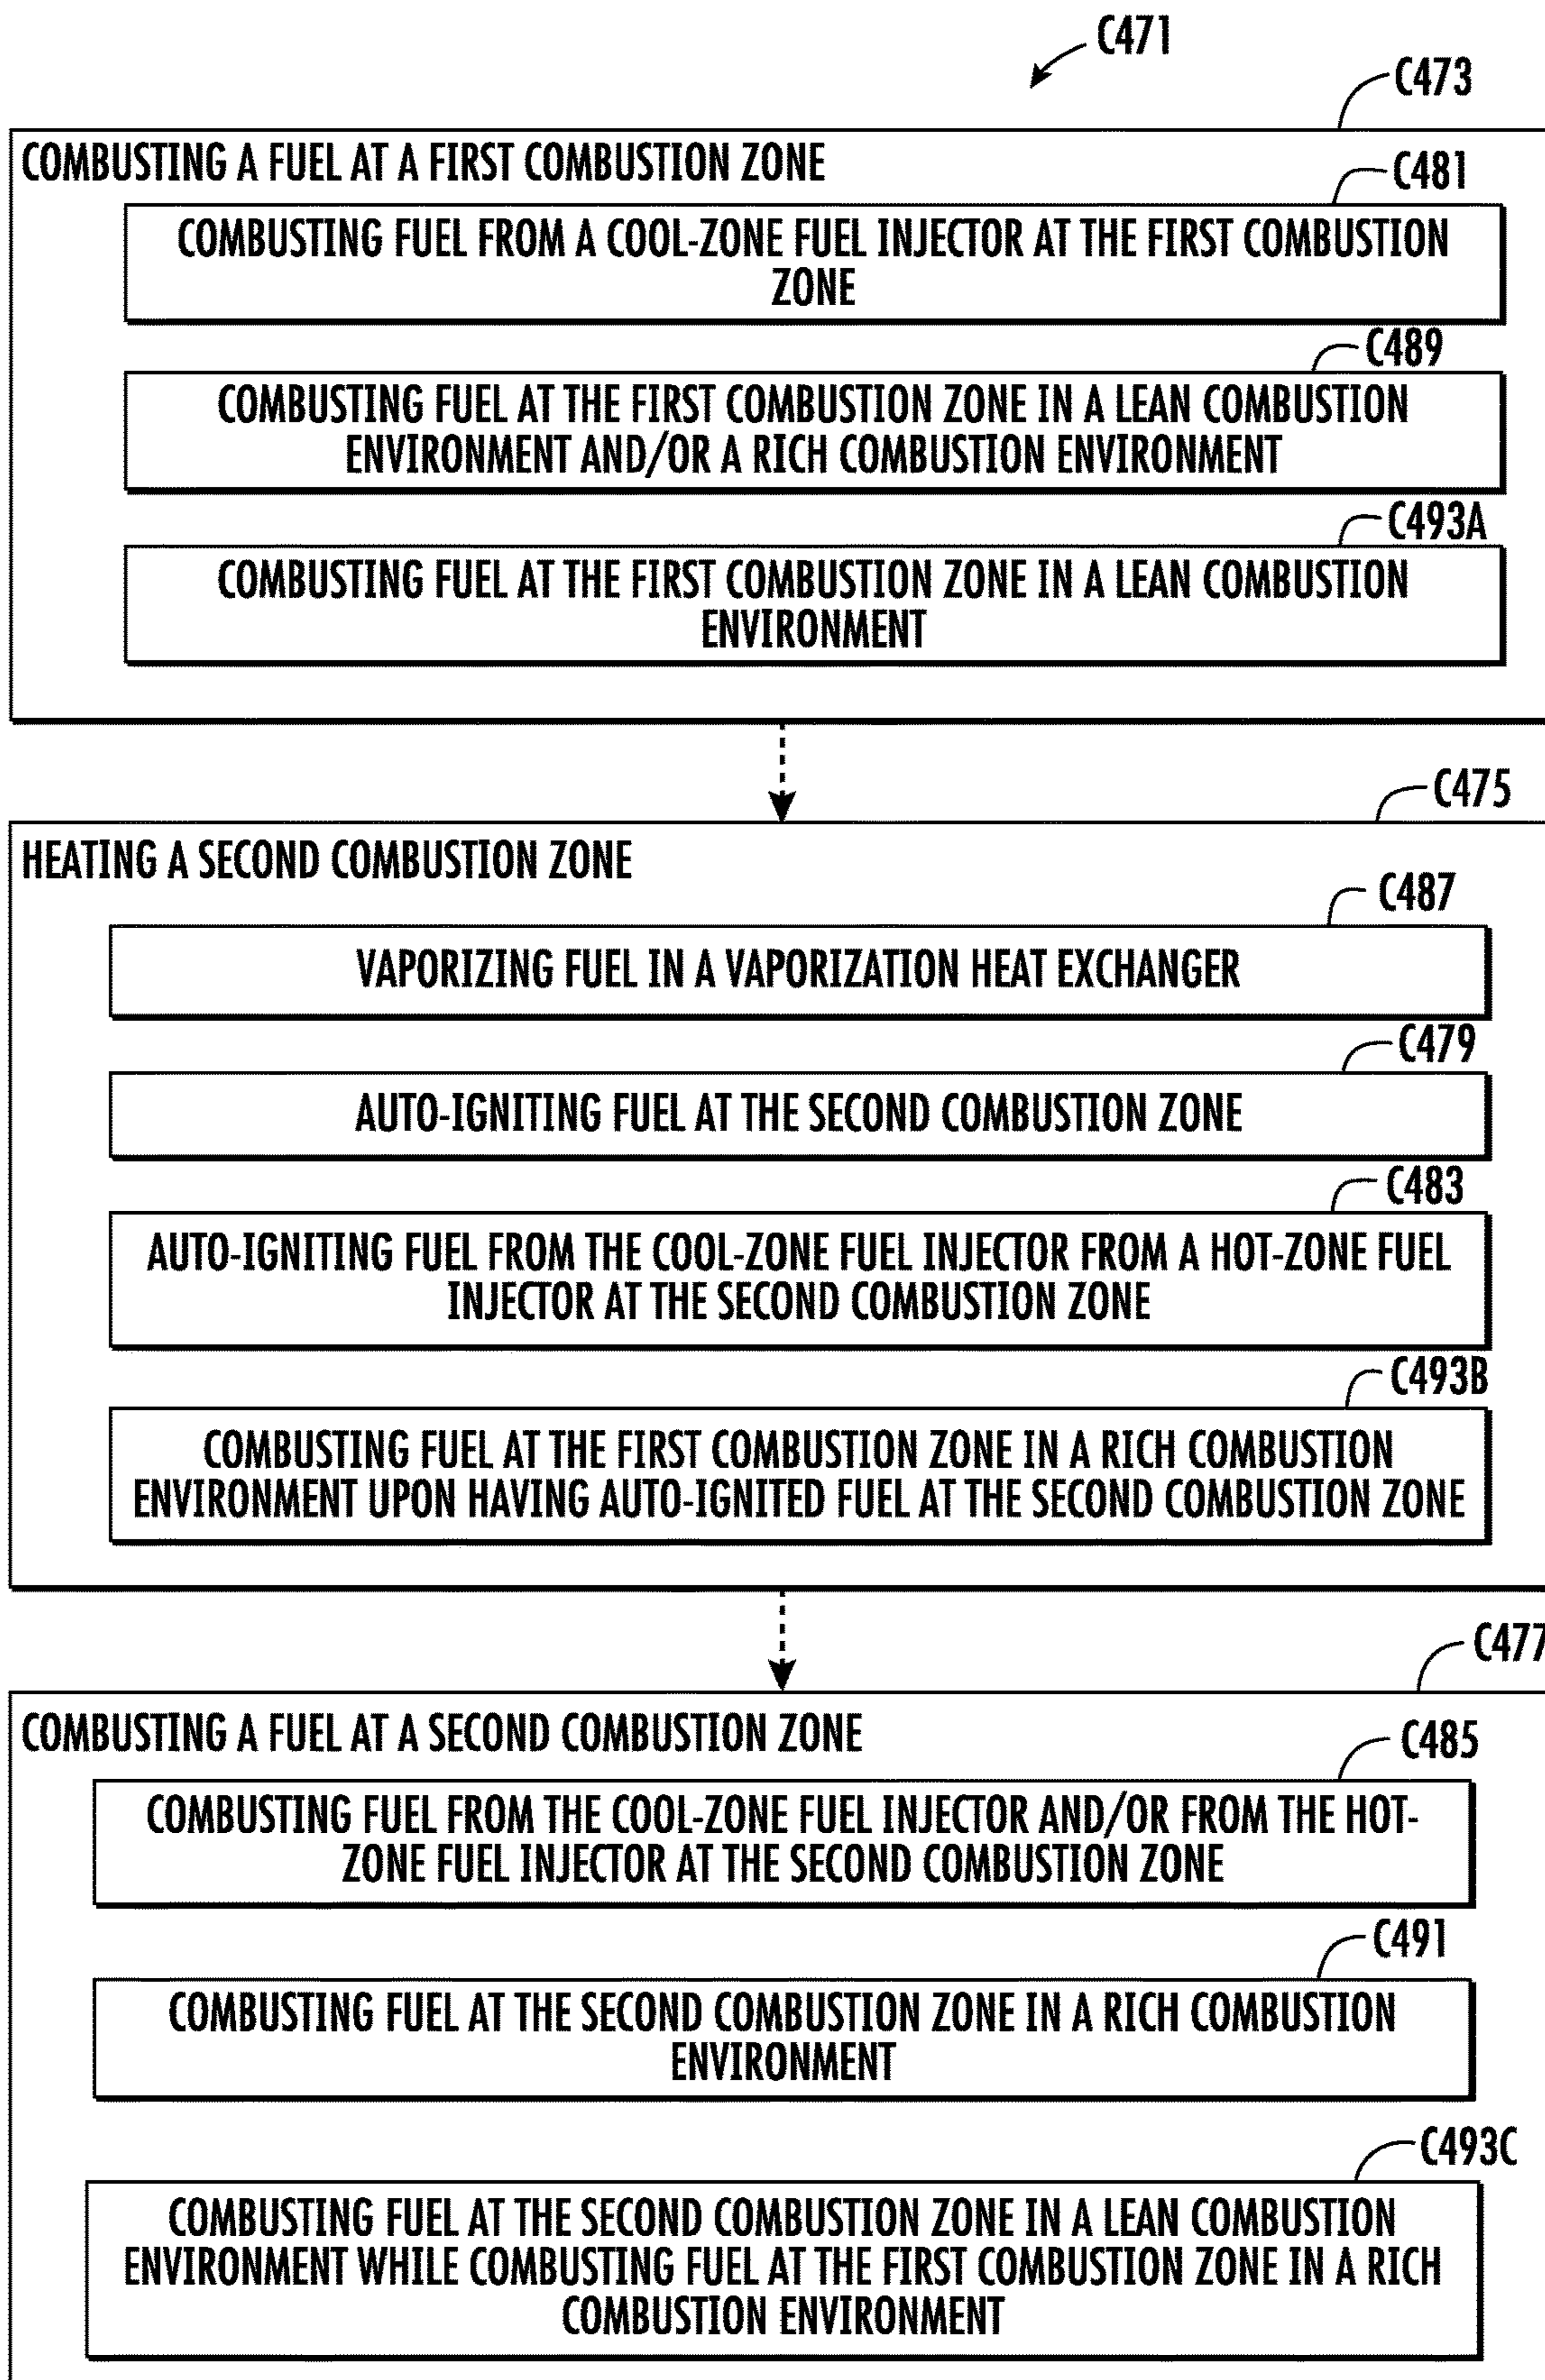 C471
C473
COMBUSTING A FUEL AT A FIRST COMBUSTION ZONE
C481
COMBUSTING FUEL FROM A COOL-ZONE FUEL INJECTOR AT THE FIRST COMBUSTION
ZONE
C489
COMBUSTING FUEL AT THE FIRST COMBUSTION ZONE IN A LEAN COMBUSTION
ENVIRONMENT AND/OR A RICH COMBUSTION ENVIRONMENT
C493A
COMBUSTING FUEL AT THE FIRST COMBUSTION ZONE IN A LEAN COMBUSTION
ENVIRONMENT
C475
HEATING A SECOND COMBUSTION ZONE
C487
VAPORIZING FUEL IN A VAPORIZATION HEAT EXCHANGER
C479
AUTO-IGNITING FUEL AT THE SECOND COMBUSTION ZONE
C483
AUTO-IGNITING FUEL FROM THE COOL-ZONE FUEL INJECTOR FROM A HOT-ZONE FUEL
INJECTOR AT THE SECOND COMBUSTION ZONE
C493B
COMBUSTING FUEL AT THE FIRST COMBUSTION ZONE IN A RICH COMBUSTION
ENVIRONMENT UPON HAVING AUTO-IGNITED FUEL AT THE SECOND COMBUSTION ZONE
C477
COMBUSTING A FUEL AT A SECOND COMBUSTION ZONE
C485
COMBUSTING FUEL FROM THE COOL-ZONE FUEL INJECTOR AND/OR FROM THE HOT-
ZONE FUEL INJECTOR AT THE SECOND COMBUSTION ZONE
C491
COMBUSTING FUEL AT THE SECOND COMBUSTION ZONE IN A RICH COMBUSTION
ENVIRONMENT
C493C
COMBUSTING FUEL AT THE SECOND COMBUSTION ZONE IN A LEAN COMBUSTION
ENVIRONMENT WHILE COMBUSTING FUEL AT THE FIRST COMBUSTION ZONE IN A RICH
COMBUSTION ENVIRONMENT